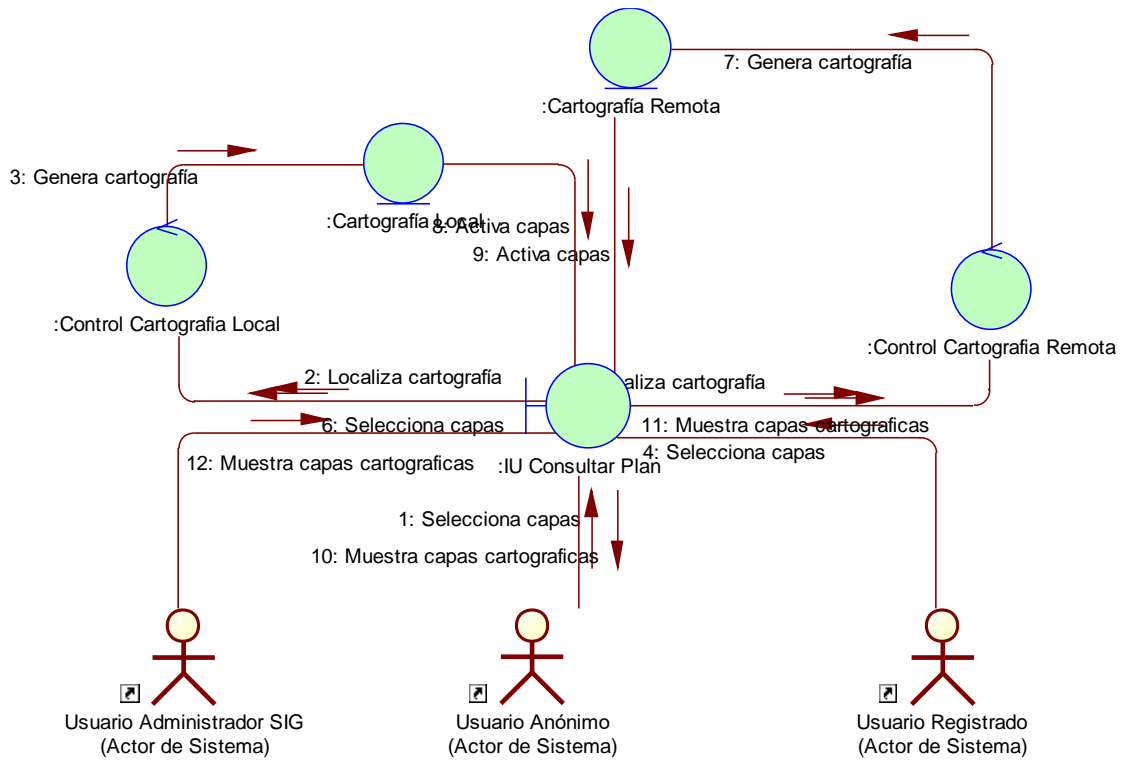 7: Genera cartografía
:Cartografía Remota
3: Genera cartografía
:Cartografía Local
8: Activa capas
9: Activa capas
:Control Cartografia Local
:Control Cartografia Remota
2: Localiza cartografía
aliza cartografía
6: Selecciona capas
11: Muestra capas cartograficas
12: Muestra capas cartograficas
:IU Consultar Plan
4: Selecciona capas
1: Selecciona capas
10: Muestra capas cartograficas
Usuario Administrador SIG
(Actor de Sistema)
Usuario Anónimo
(Actor de Sistema)
Usuario Registrado
(Actor de Sistema)